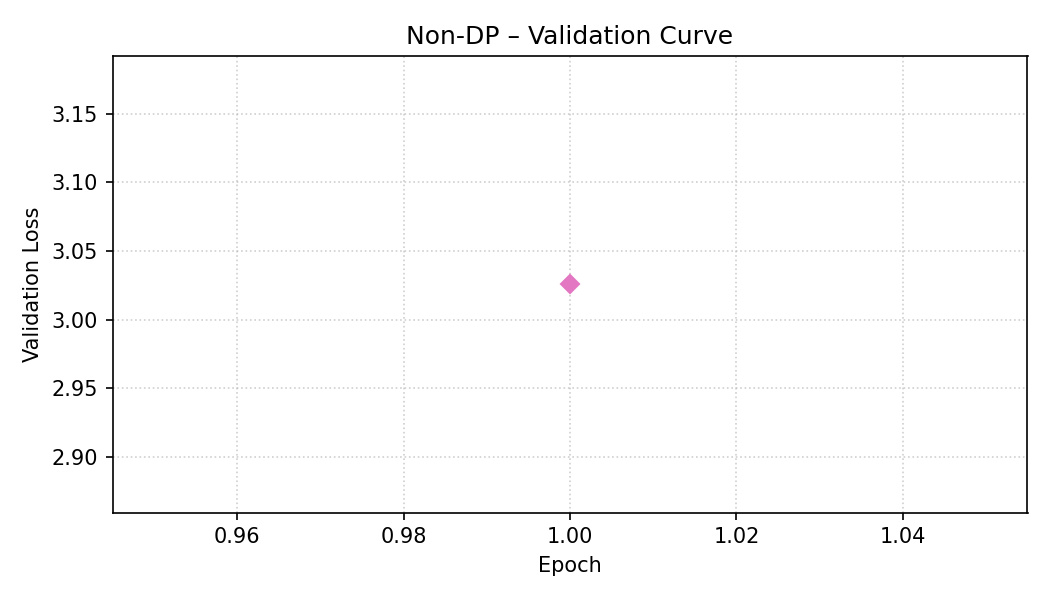 Non-DP – Validation Curve
Validation Loss
3.15
3.10
3.05
3.00
2.95
2.90
0.96 0.98 1.00 1.02 1.04
Epoch